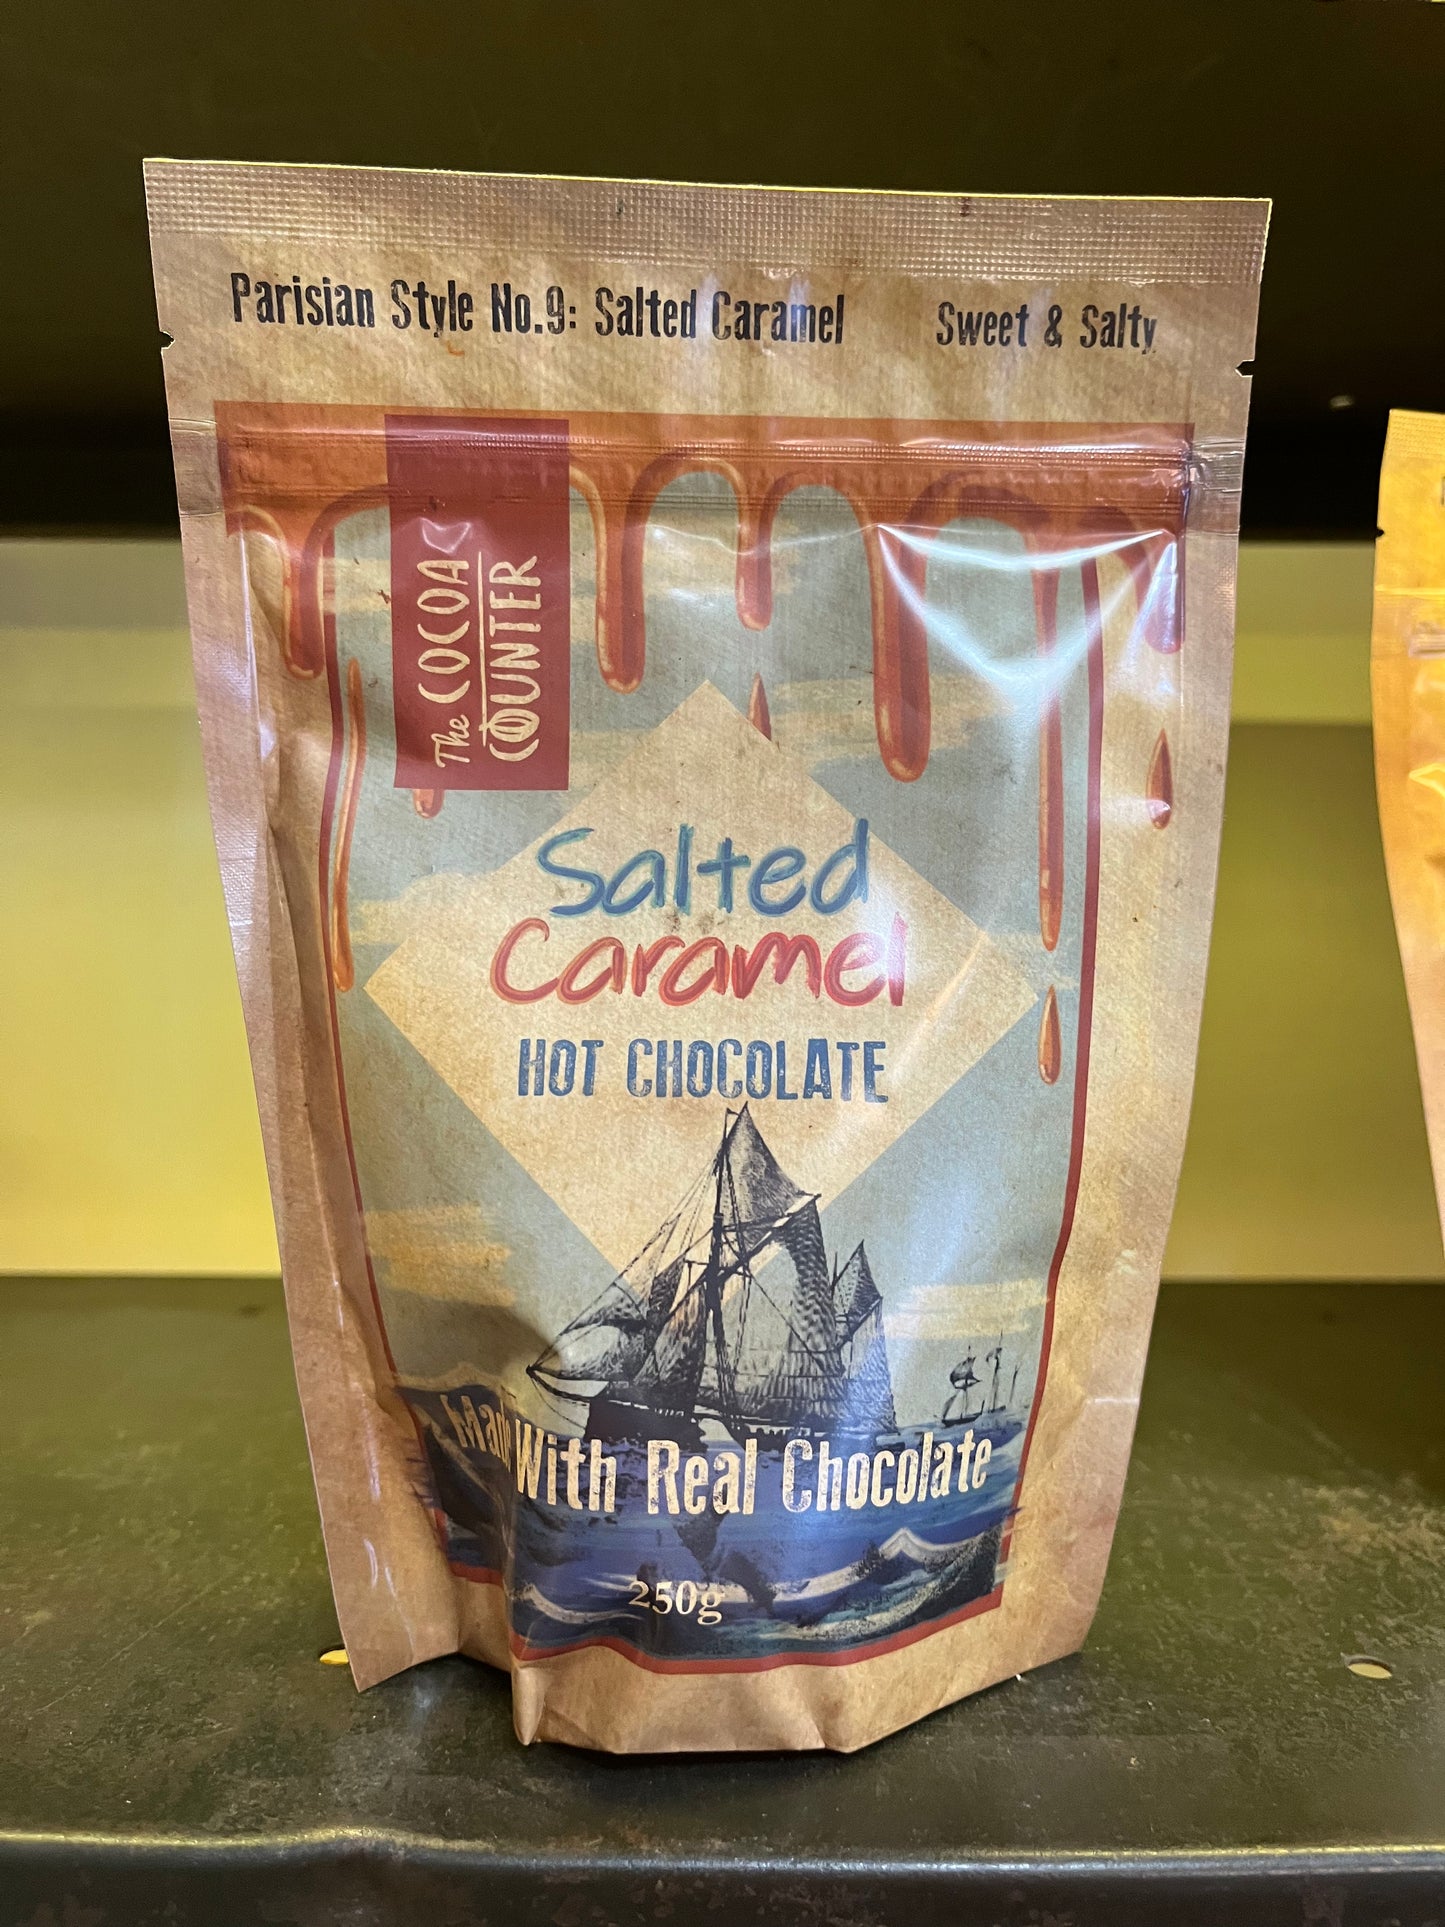 Parisian Style No.9: Salted Caramel Sweet & Salty
The COCOA
COUNTER
Salted
Caramel
HOT CHOCOLATE
Made With Real Chocolate
250g